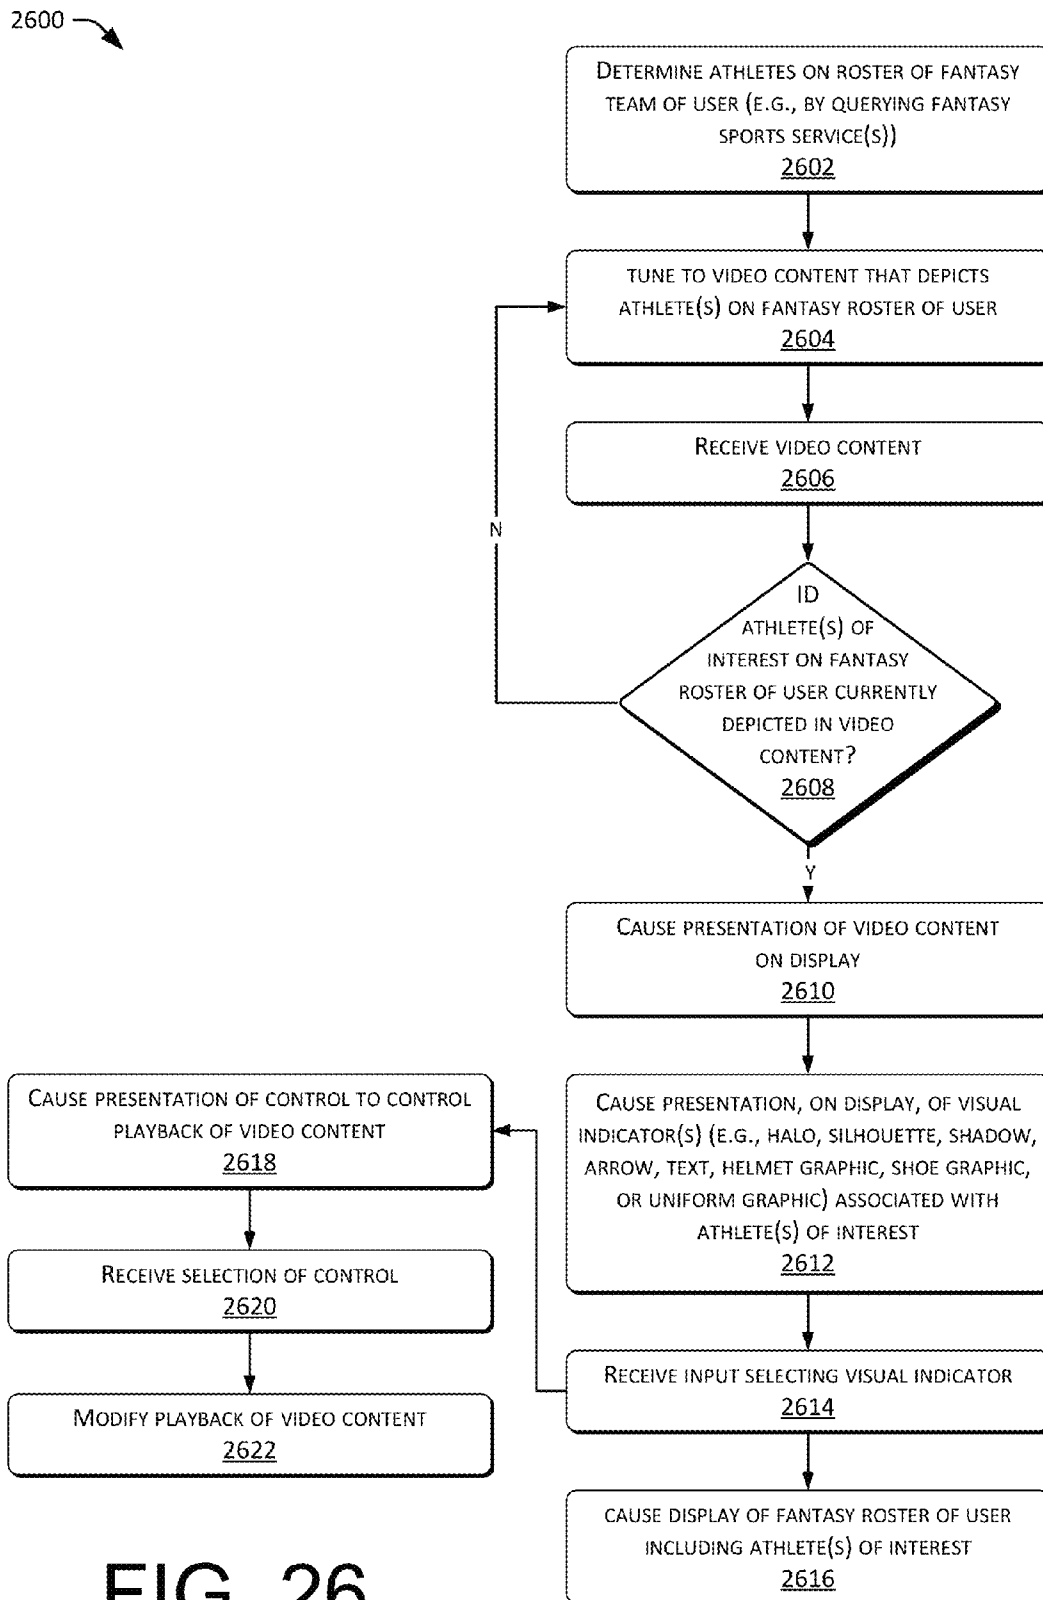 2600
DETERMINE ATHLETES ON ROSTER OF FANTASY
TEAM OF USER (E.G., BY QUERYING FANTASY
SPORTS SERVICE(S))
2602
TUNE TO VIDEO CONTENT THAT DEPICTS
ATHLETE(S) ON FANTASY ROSTER OF USER
2604
RECEIVE VIDEO CONTENT
2606
N
ID
ATHLETE(S) OF
INTEREST ON FANTASY
ROSTER OF USER CURRENTLY
DEPICTED IN VIDEO
CONTENT?
2608
Y
CAUSE PRESENTATION OF VIDEO CONTENT
ON DISPLAY
2610
CAUSE PRESENTATION, ON DISPLAY, OF VISUAL
INDICATOR(S) (E.G., HALO, SILHOUETTE, SHADOW,
ARROW, TEXT, HELMET GRAPHIC, SHOE GRAPHIC,
OR UNIFORM GRAPHIC) ASSOCIATED WITH
ATHLETE(S) OF INTEREST
2612
RECEIVE INPUT SELECTING VISUAL INDICATOR
2614
CAUSE DISPLAY OF FANTASY ROSTER OF USER
INCLUDING ATHLETE(S) OF INTEREST
2616
CAUSE PRESENTATION OF CONTROL TO CONTROL
PLAYBACK OF VIDEO CONTENT
2618
RECEIVE SELECTION OF CONTROL
2620
MODIFY PLAYBACK OF VIDEO CONTENT
2622
FIG. 26